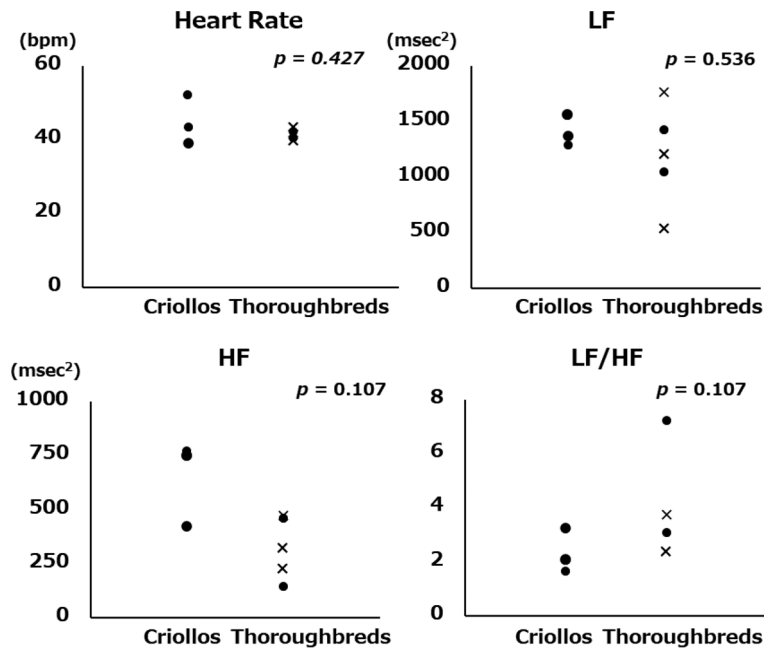 Heart Rate
(bpm)
p = 0.427
60
40
20
0
Criollos Thoroughbreds
LF
(msec²)
p = 0.536
2000
1500
1000
500
0
Criollos Thoroughbreds
HF
(msec²)
p = 0.107
1000
750
500
250
0
Criollos Thoroughbreds
LF/HF
p = 0.107
8
6
4
2
0
Criollos Thoroughbreds